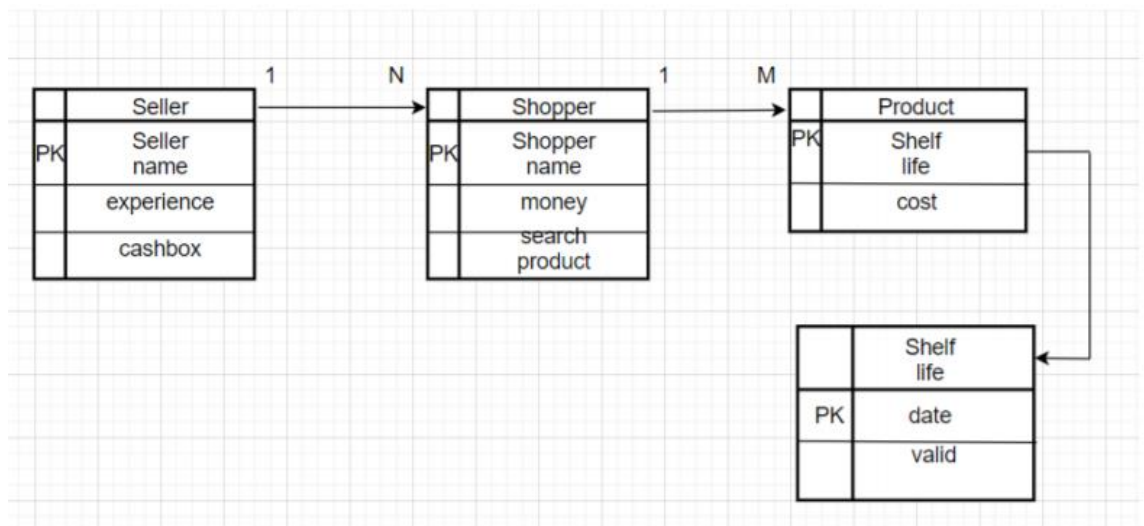 1
N
1
M
Seller
PK
Seller
name
experience
cashbox
Shopper
PK
Shopper
name
money
search
product
Product
PK
Shelf
life
cost
Shelf
life
PK
date
valid